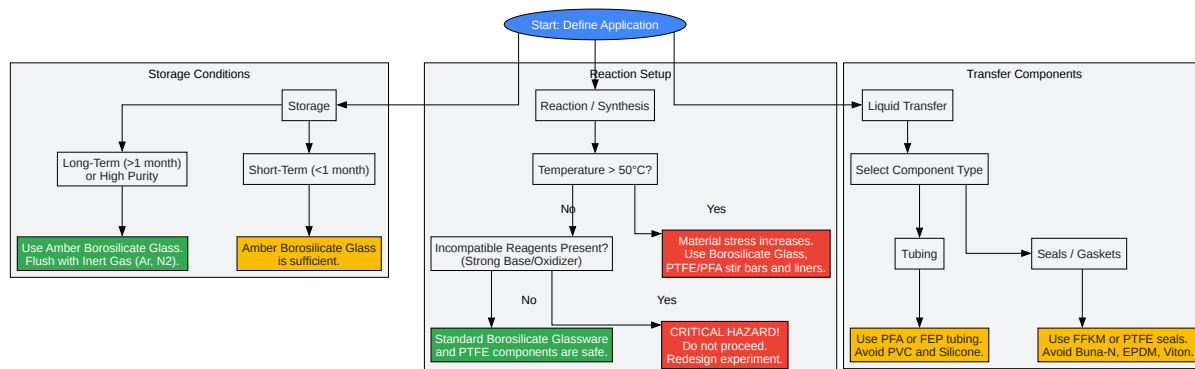 Start: Define Application
Storage Conditions
Storage
Long-Term (>1 month)
or High Purity
Short-Term (<1 month)
Use Amber Borosilicate Glass.
Flush with Inert Gas (Ar, N2).
Amber Borosilicate Glass
is sufficient.
Reaction Setup
Reaction / Synthesis
Temperature > 50°C?
No
Yes
Incompatible Reagents Present?
(Strong Base/Oxidizer)
Material stress increases.
Use Borosilicate Glass,
PTFE/PFA stir bars and liners.
No
Yes
Standard Borosilicate Glassware
and PTFE components are safe.
CRITICAL HAZARD!
Do not proceed.
Redesign experiment.
Transfer Components
Liquid Transfer
Select Component Type
Tubing
Seals / Gaskets
Use PFA or FEP tubing.
Avoid PVC and Silicone.
Use FFKM or PTFE seals.
Avoid Buna-N, EPDM, Viton.